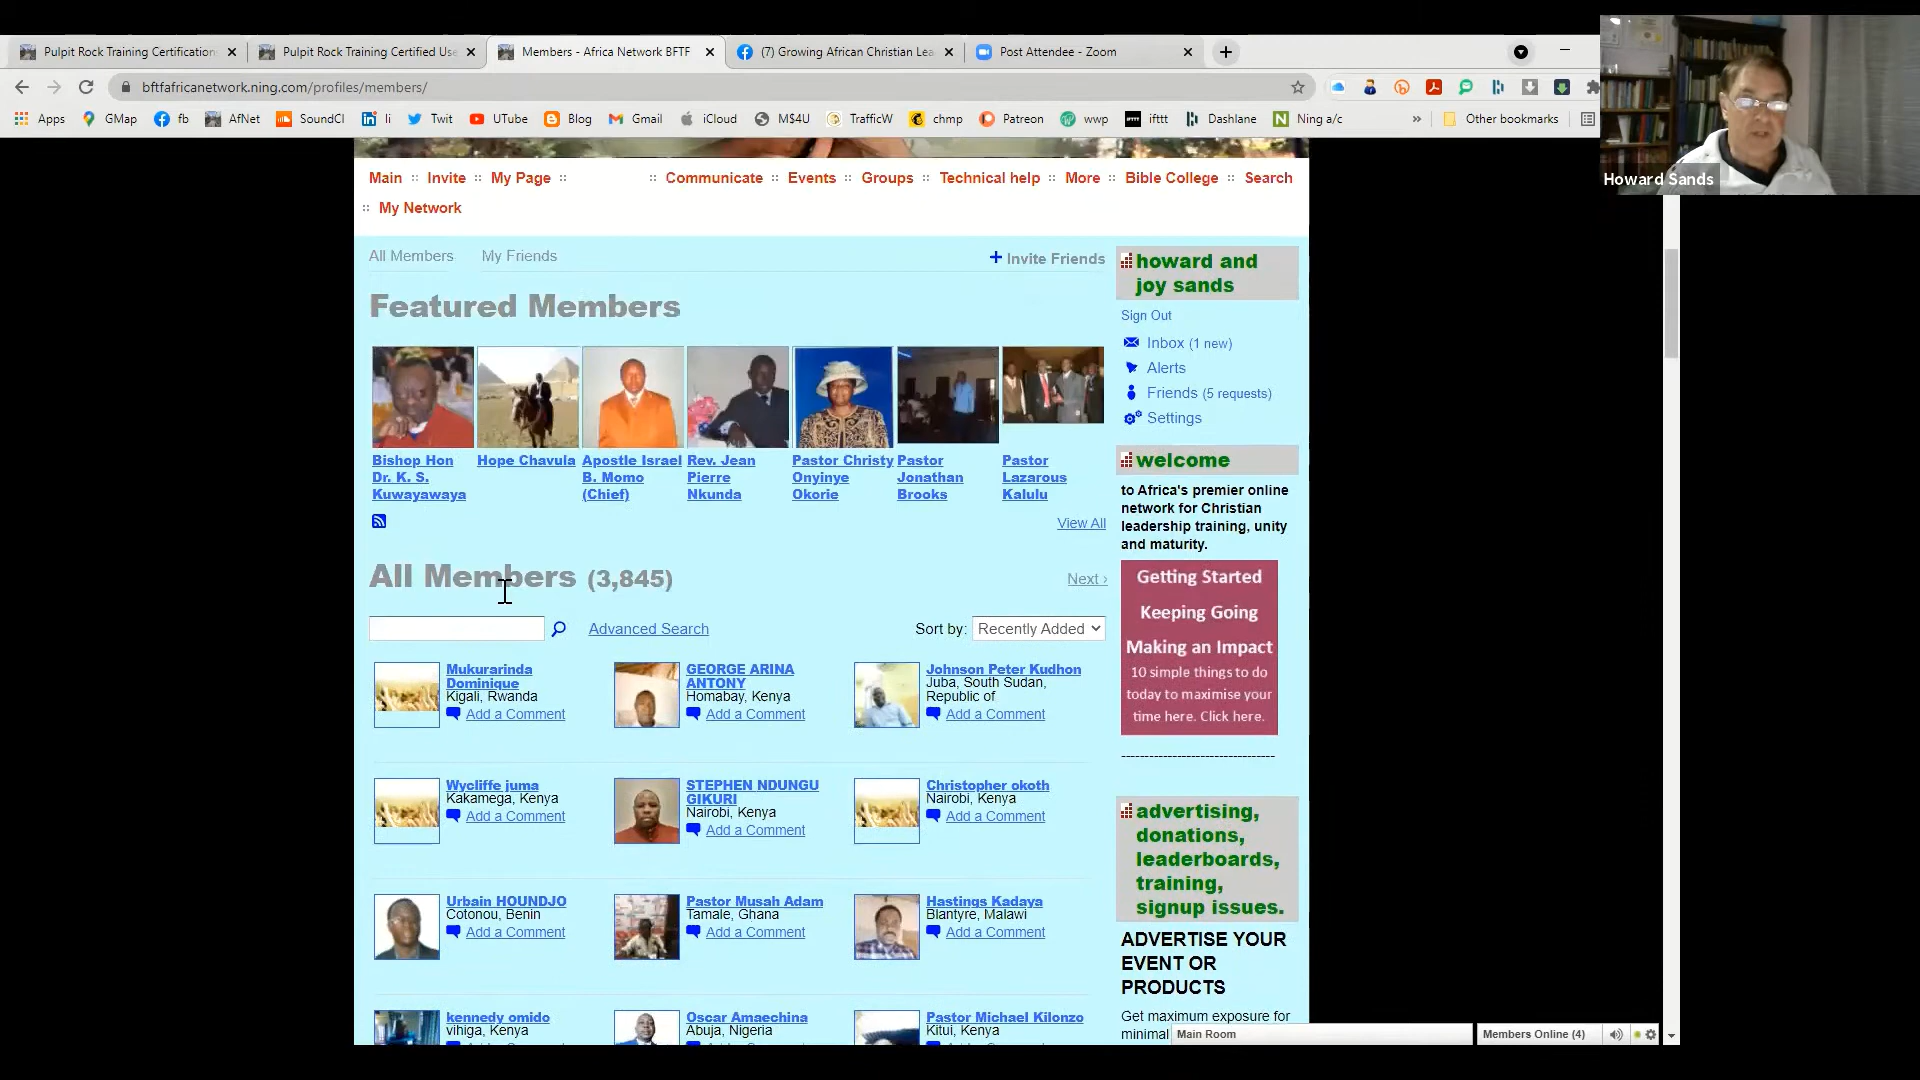 Pulpit Rock Training Certification
Pulpit Rock Training Certified Use
Members - Africa Network BFTF
(7) Growing African Christian Lea
Post Attendee - Zoom
bftfafricanetwork.ning.com/profiles/members/
Apps GMap fb AfNet SoundCl li Twit UTube Blog Gmail iCloud M$4U TrafficW chmp Patreon wwp ifttt Dashlane Ning a/c » Other bookmarks
Howard Sands
Main :: Invite :: My Page :: :: Communicate :: Events :: Groups :: Technical help :: More :: Bible College :: Search
:: My Network
All Members My Friends
+ Invite Friends
Featured Members
Bishop Hon
Dr. K. S.
Kuwayawaya
Hope Chavula
Apostle Israel
B. Momo
(Chief)
Rev. Jean
Pierre
Nkunda
Pastor Christy
Onyinye
Okorie
Pastor
Jonathan
Brooks
Pastor
Lazarous
Kalulu
View All
All Members (3,845)
Next ›
Advanced Search
Sort by: Recently Added
Mukurarinda
Dominique
Kigali, Rwanda
Add a Comment
GEORGE ARINA
ANTONY
Homabay, Kenya
Add a Comment
Johnson Peter Kudhon
Juba, South Sudan,
Republic of
Add a Comment
Wycliffe juma
Kakamega, Kenya
Add a Comment
STEPHEN NDUNGU
GIKURI
Nairobi, Kenya
Add a Comment
Christopher okoth
Nairobi, Kenya
Add a Comment
Urbain HOUNDJO
Cotonou, Benin
Add a Comment
Pastor Musah Adam
Tamale, Ghana
Add a Comment
Hastings Kadaya
Blantyre, Malawi
Add a Comment
kennedy omido
vihiga, Kenya
Oscar Amaechina
Abuja, Nigeria
Pastor Michael Kilonzo
Kitui, Kenya
howard and
joy sands
Sign Out
Inbox (1 new)
Alerts
Friends (5 requests)
Settings
welcome
to Africa's premier online
network for Christian
leadership training, unity
and maturity.
Getting Started
Keeping Going
Making an Impact
10 simple things to do
today to maximise your
time here. Click here.
--------------------------------
advertising,
donations,
leaderboards,
training,
signup issues.
ADVERTISE YOUR
EVENT OR
PRODUCTS
Get maximum exposure for
minimal
Main Room
Members Online (4)